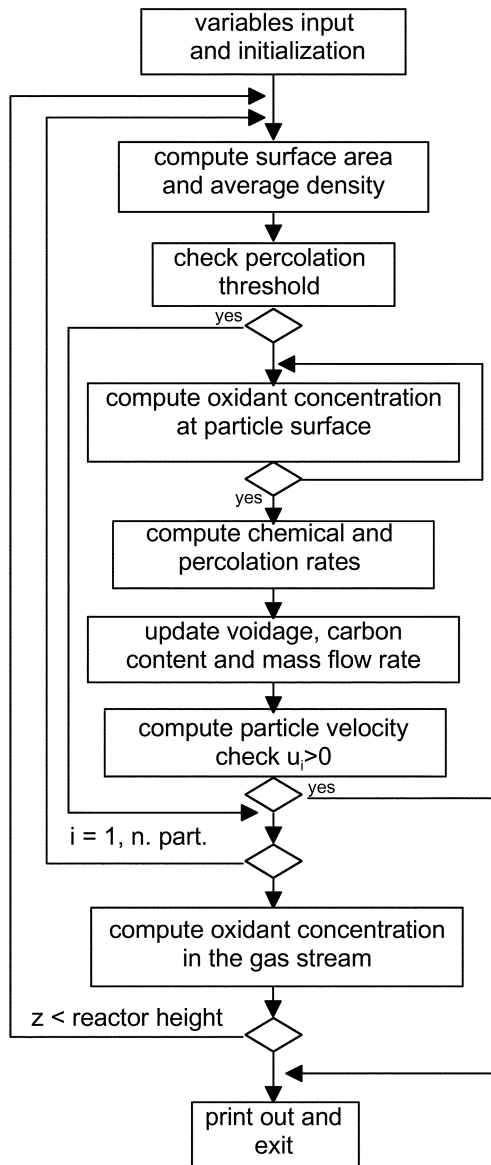 variables input
and initialization
compute surface area
and average density
check percolation
threshold
yes
compute oxidant concentration
at particle surface
yes
compute chemical and
percolation rates
update voidage, carbon
content and mass flow rate
compute particle velocity
check uᵢ>0
yes
i = 1, n. part.
compute oxidant concentration
in the gas stream
z < reactor height
print out and
exit